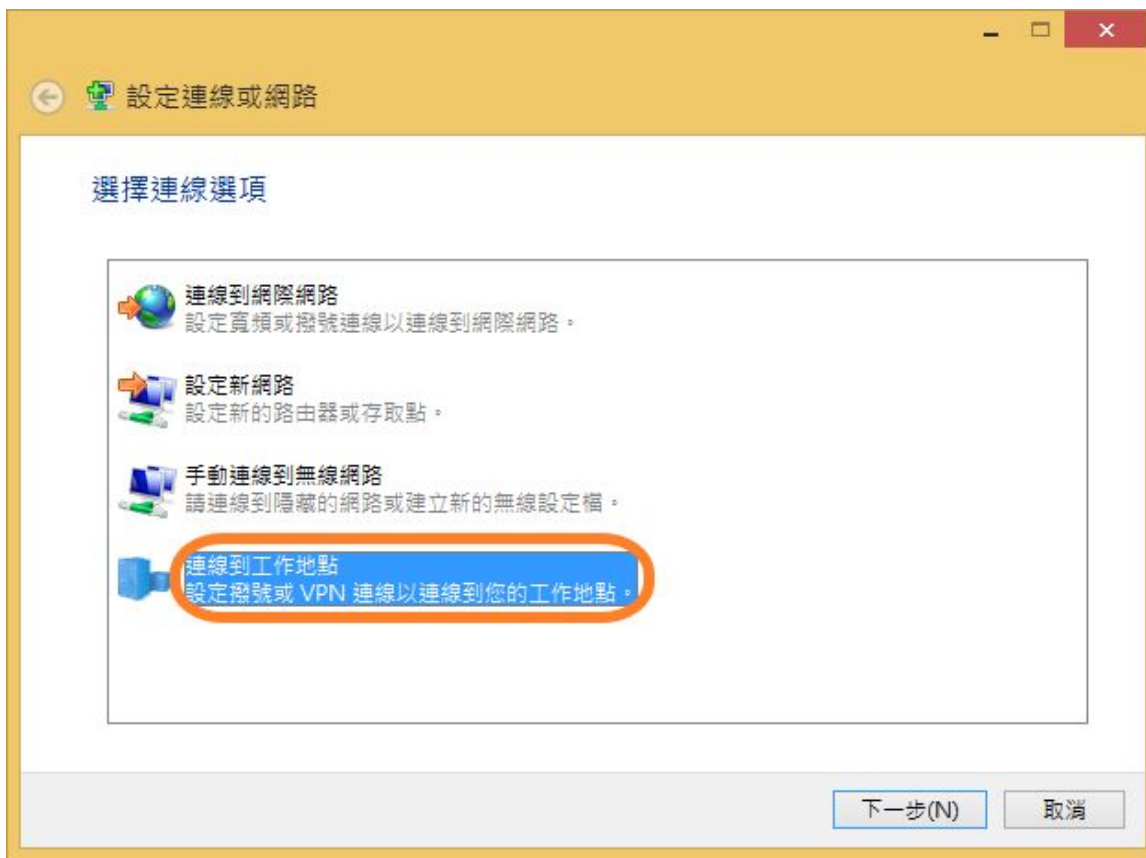 設定連線或網路
選擇連線選項
連線到網際網路
設定寬頻或撥號連線以連線到網際網路。
設定新網路
設定新的路由器或存取點。
手動連線到無線網路
請連線到隱藏的網路或建立新的無線設定檔。
連線到工作地點
設定撥號或 VPN 連線以連線到您的工作地點。
下一步(N)
取消